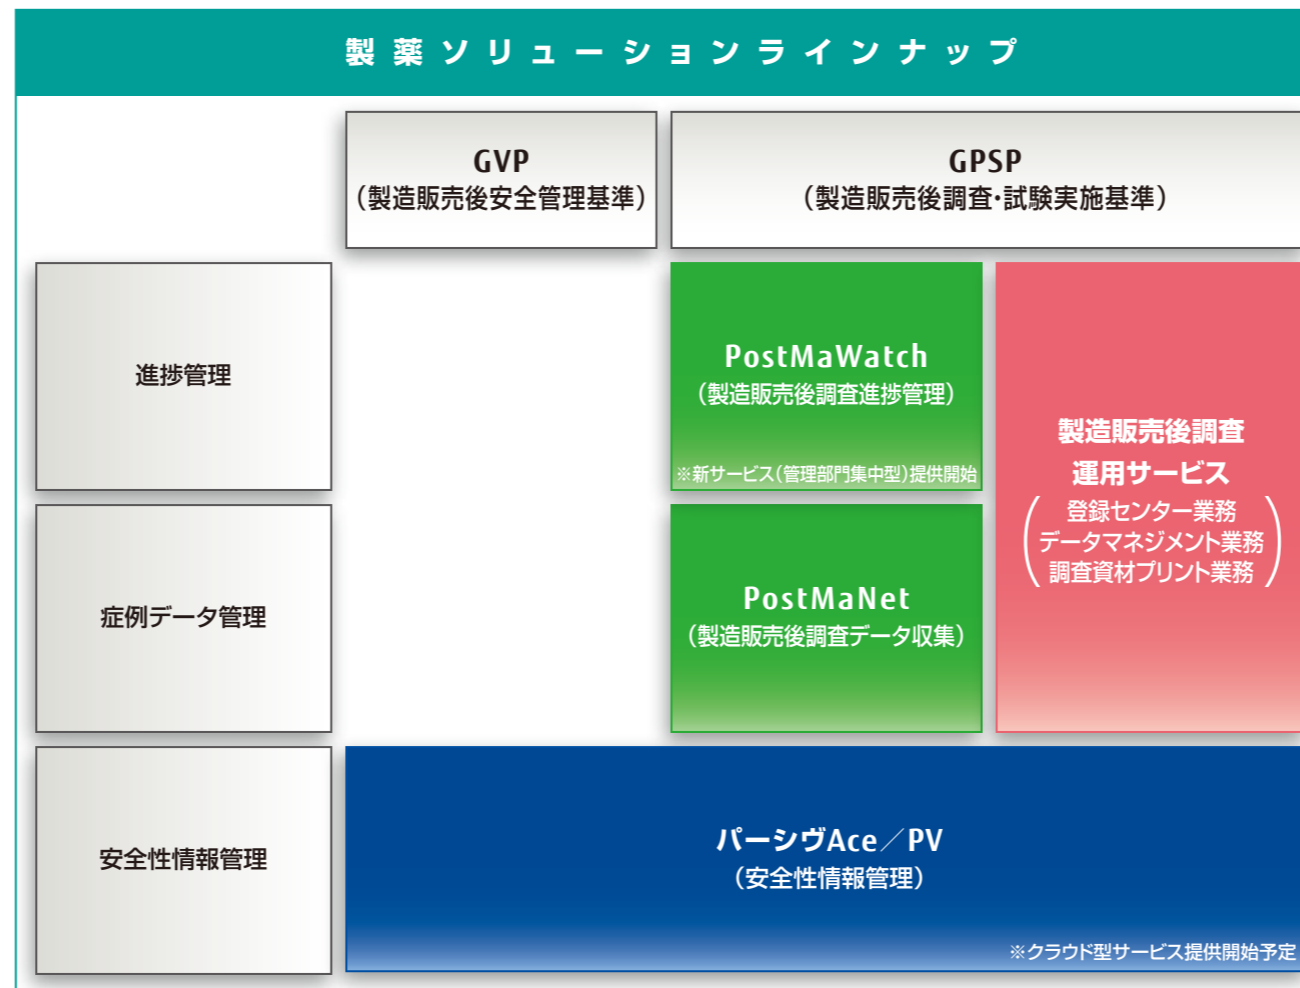 製薬ソリューションラインナップ
GVP
（製造販売後安全管理基準）
GPSP
（製造販売後調査・試験実施基準）
進捗管理
PostMaWatch
（製造販売後調査進捗管理）
※新サービス（管理部門集中型）提供開始
製造販売後調査
運用サービス
登録センター業務
データマネジメント業務
調査資材プリント業務
症例データ管理
PostMaNet
（製造販売後調査データ収集）
安全性情報管理
パーシヴAce／PV
（安全性情報管理）
※クラウド型サービス提供開始予定